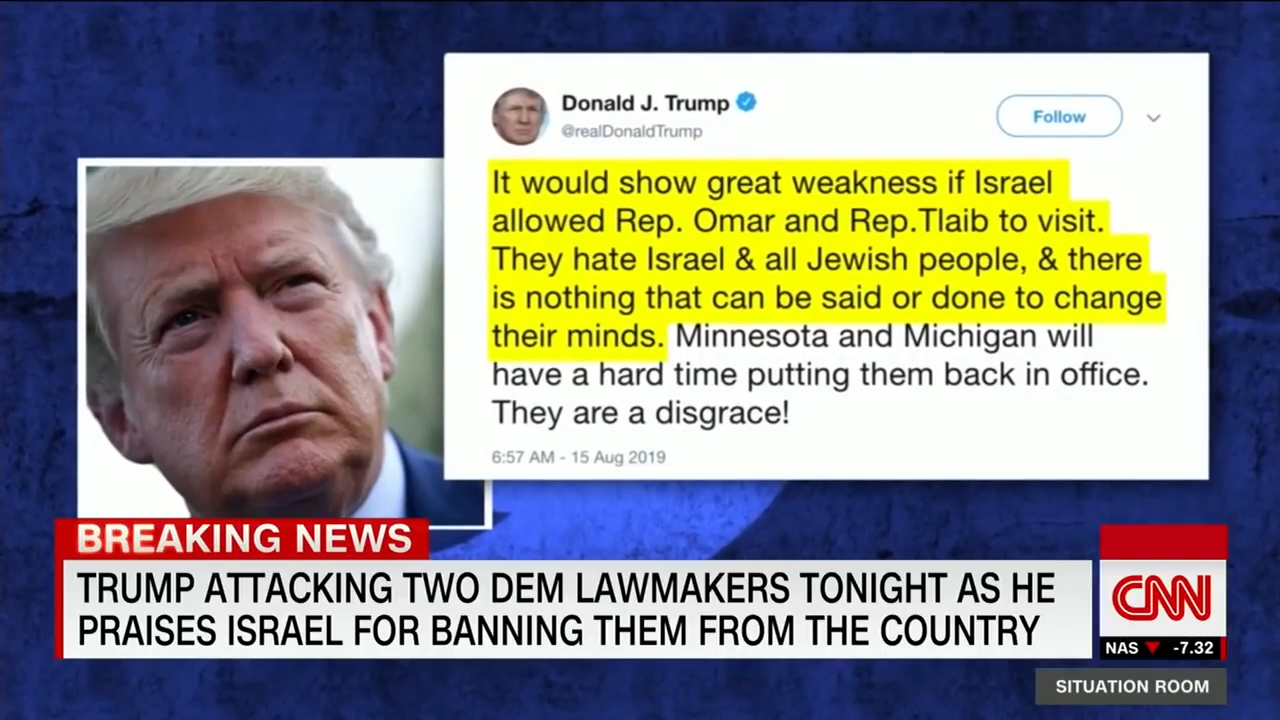 Donald J. Trump
@realDonaldTrump
Follow
It would show great weakness if Israel
allowed Rep. Omar and Rep.Tlaib to visit.
They hate Israel & all Jewish people, & there
is nothing that can be said or done to change
their minds. Minnesota and Michigan will
have a hard time putting them back in office.
They are a disgrace!
6:57 AM - 15 Aug 2019
BREAKING NEWS
TRUMP ATTACKING TWO DEM LAWMAKERS TONIGHT AS HE
PRAISES ISRAEL FOR BANNING THEM FROM THE COUNTRY
CNN
NAS ▼ -7.32
SITUATION ROOM